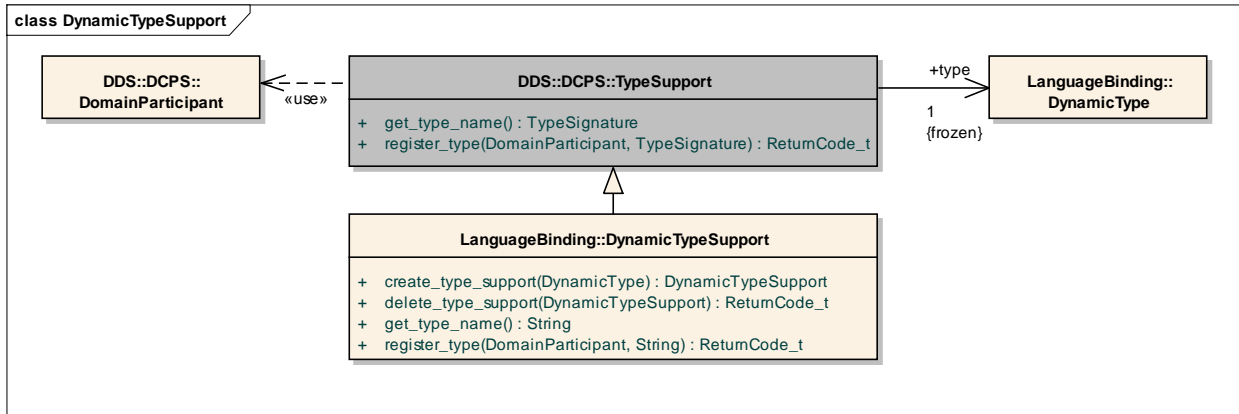 class DynamicTypeSupport
DDS::DCPS::
DomainParticipant
«use»
DDS::DCPS::TypeSupport
+ get_type_name() : TypeSignature
+ register_type(DomainParticipant, TypeSignature) : ReturnCode_t
+type
1
{frozen}
LanguageBinding::
DynamicType
LanguageBinding::DynamicTypeSupport
+ create_type_support(DynamicType) : DynamicTypeSupport
+ delete_type_support(DynamicTypeSupport) : ReturnCode_t
+ get_type_name() : String
+ register_type(DomainParticipant, String) : ReturnCode_t